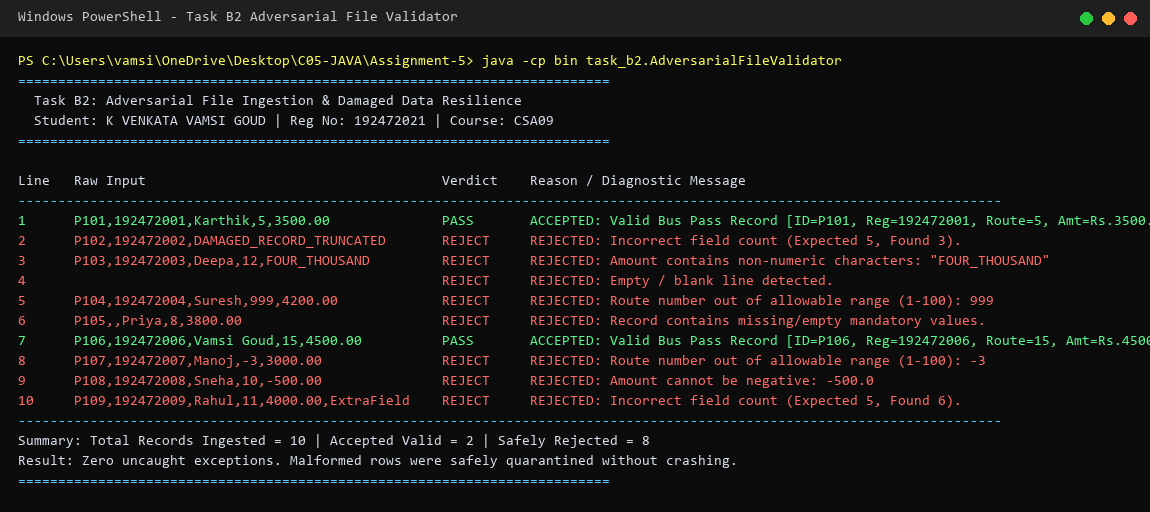 Windows PowerShell - Task B2 Adversarial File Validator
PS C:\Users\vamsi\OneDrive\Desktop\C05-JAVA\Assignment-5> java -cp bin task_b2.AdversarialFileValidator
==========================================================================
Task B2: Adversarial File Ingestion & Damaged Data Resilience
Student: K VENKATA VAMSI GOUD | Reg No: 192472021 | Course: CSA09
==========================================================================
Line Raw Input Verdict Reason / Diagnostic Message
---------------------------------------------------------------------------------------------------------------------------
1 P101,192472001,Karthik,5,3500.00 PASS ACCEPTED: Valid Bus Pass Record [ID=P101, Reg=192472001, Route=5, Amt=Rs.3500.
2 P102,192472002,DAMAGED_RECORD_TRUNCATED REJECT REJECTED: Incorrect field count (Expected 5, Found 3).
3 P103,192472003,Deepa,12,FOUR_THOUSAND REJECT REJECTED: Amount contains non-numeric characters: "FOUR_THOUSAND"
4 REJECT REJECTED: Empty / blank line detected.
5 P104,192472004,Suresh,999,4200.00 REJECT REJECTED: Route number out of allowable range (1-100): 999
6 P105,,Priya,8,3800.00 REJECT REJECTED: Record contains missing/empty mandatory values.
7 P106,192472006,Vamsi Goud,15,4500.00 PASS ACCEPTED: Valid Bus Pass Record [ID=P106, Reg=192472006, Route=15, Amt=Rs.4500
8 P107,192472007,Manoj,-3,3000.00 REJECT REJECTED: Route number out of allowable range (1-100): -3
9 P108,192472008,Sneha,10,-500.00 REJECT REJECTED: Amount cannot be negative: -500.0
10 P109,192472009,Rahul,11,4000.00,ExtraField REJECT REJECTED: Incorrect field count (Expected 5, Found 6).
---------------------------------------------------------------------------------------------------------------------------
Summary: Total Records Ingested = 10 | Accepted Valid = 2 | Safely Rejected = 8
Result: Zero uncaught exceptions. Malformed rows were safely quarantined without crashing.
==========================================================================